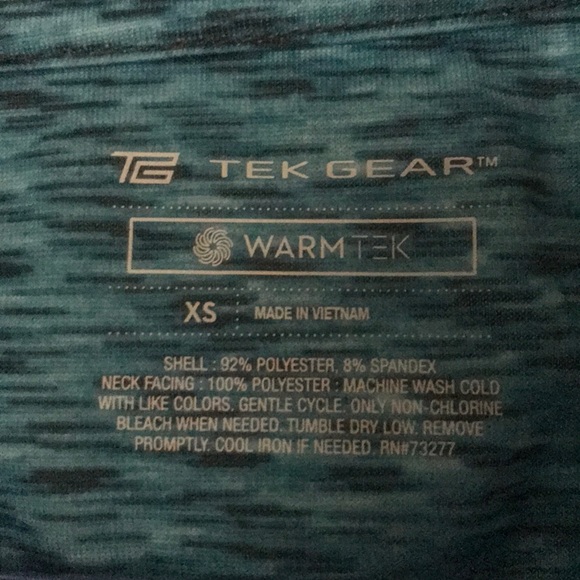 TG TEK GEAR™
WARMTEK
XS : MADE IN VIETNAM
SHELL : 92% POLYESTER, 8% SPANDEX
NECK FACING : 100% POLYESTER : MACHINE WASH COLD
WITH LIKE COLORS. GENTLE CYCLE. ONLY NON-CHLORINE
BLEACH WHEN NEEDED. TUMBLE DRY LOW. REMOVE
PROMPTLY. COOL IRON IF NEEDED. RN#73277